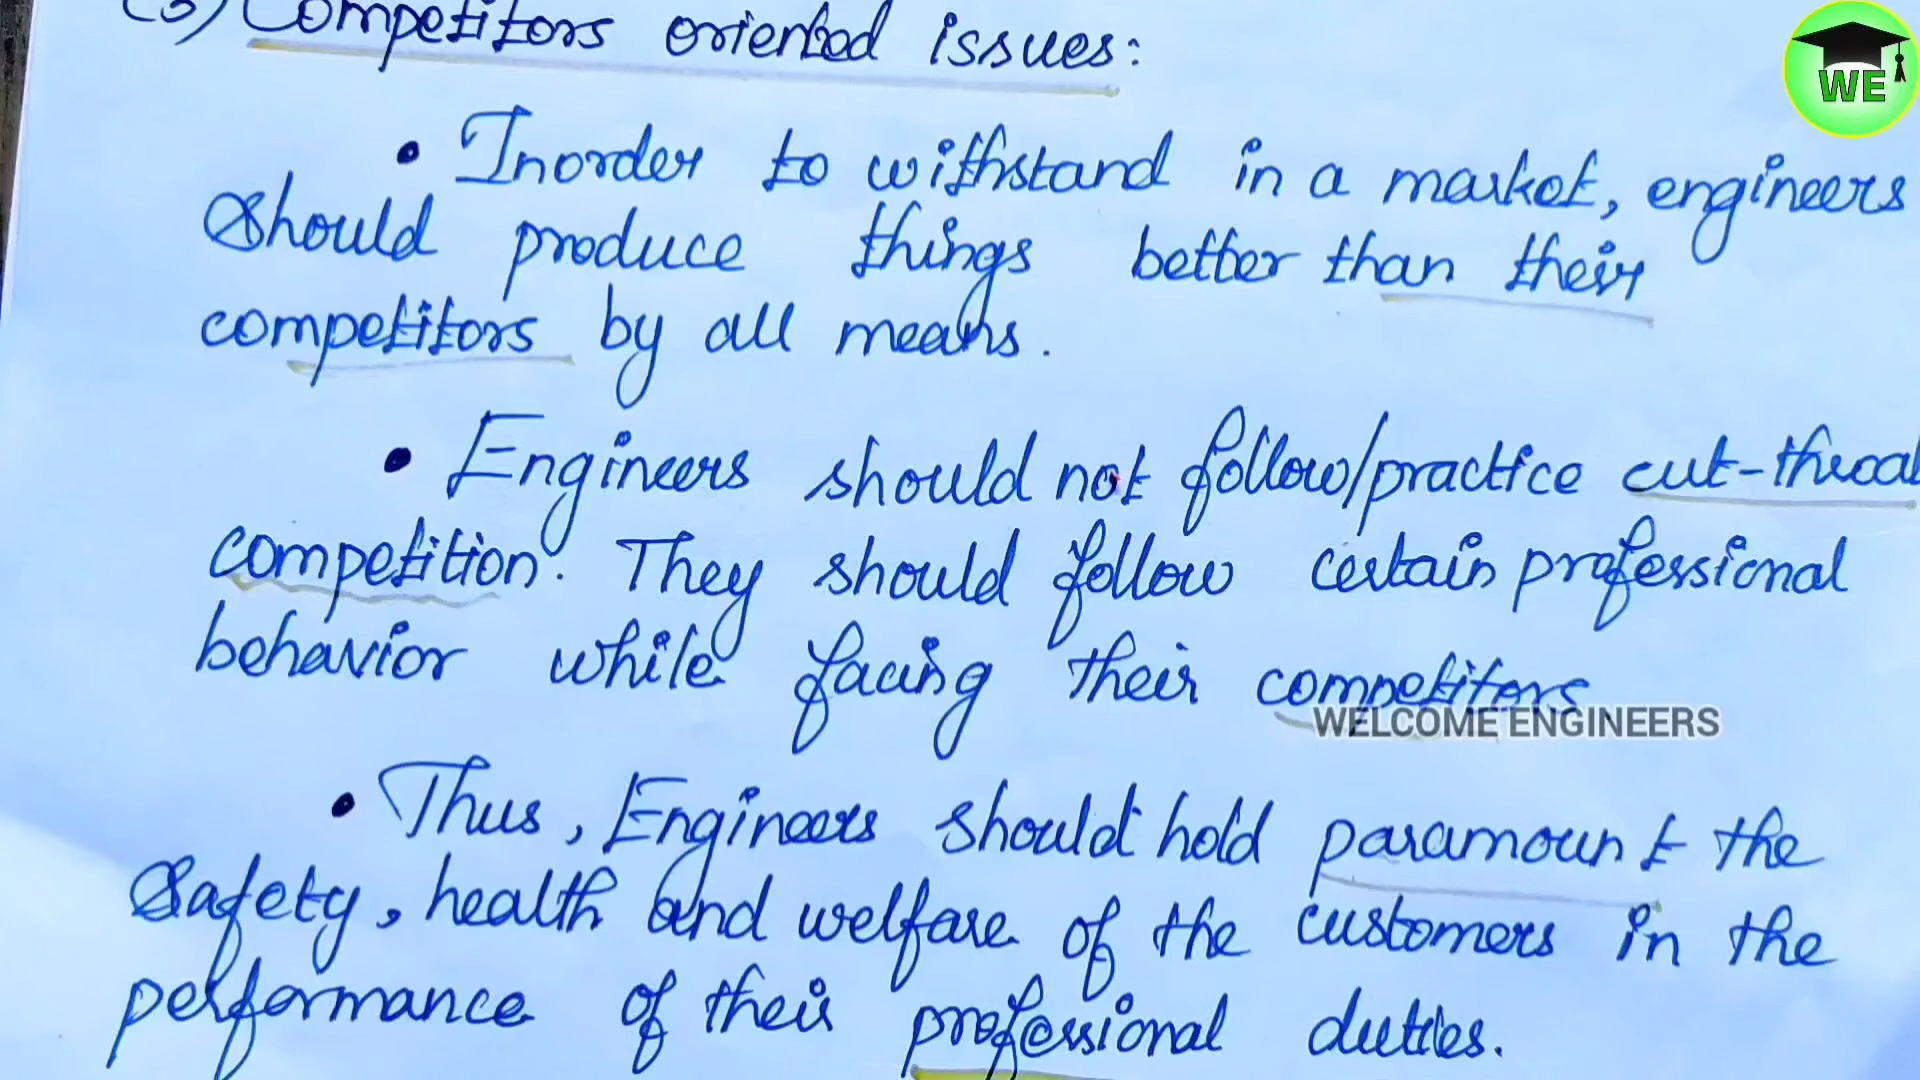 (3) Competitors oriented issues:
WE
• Inorder to withstand in a market, engineers
should produce things better than their
competitors by all means.
• Engineers should not follow/practice cut-throat
competition. They should follow certain professional
behavior while facing their competitors
WELCOME ENGINEERS
• Thus, Engineers should hold paramount the
safety, health and welfare of the customers in the
performance of their professional duties.